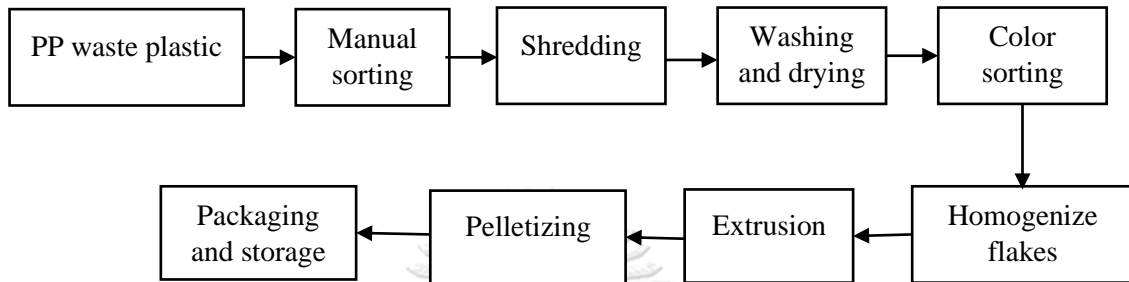 PP waste plastic
Manual
sorting
Shredding
Washing
and drying
Color
sorting
Homogenize
flakes
Extrusion
Pelletizing
Packaging
and storage